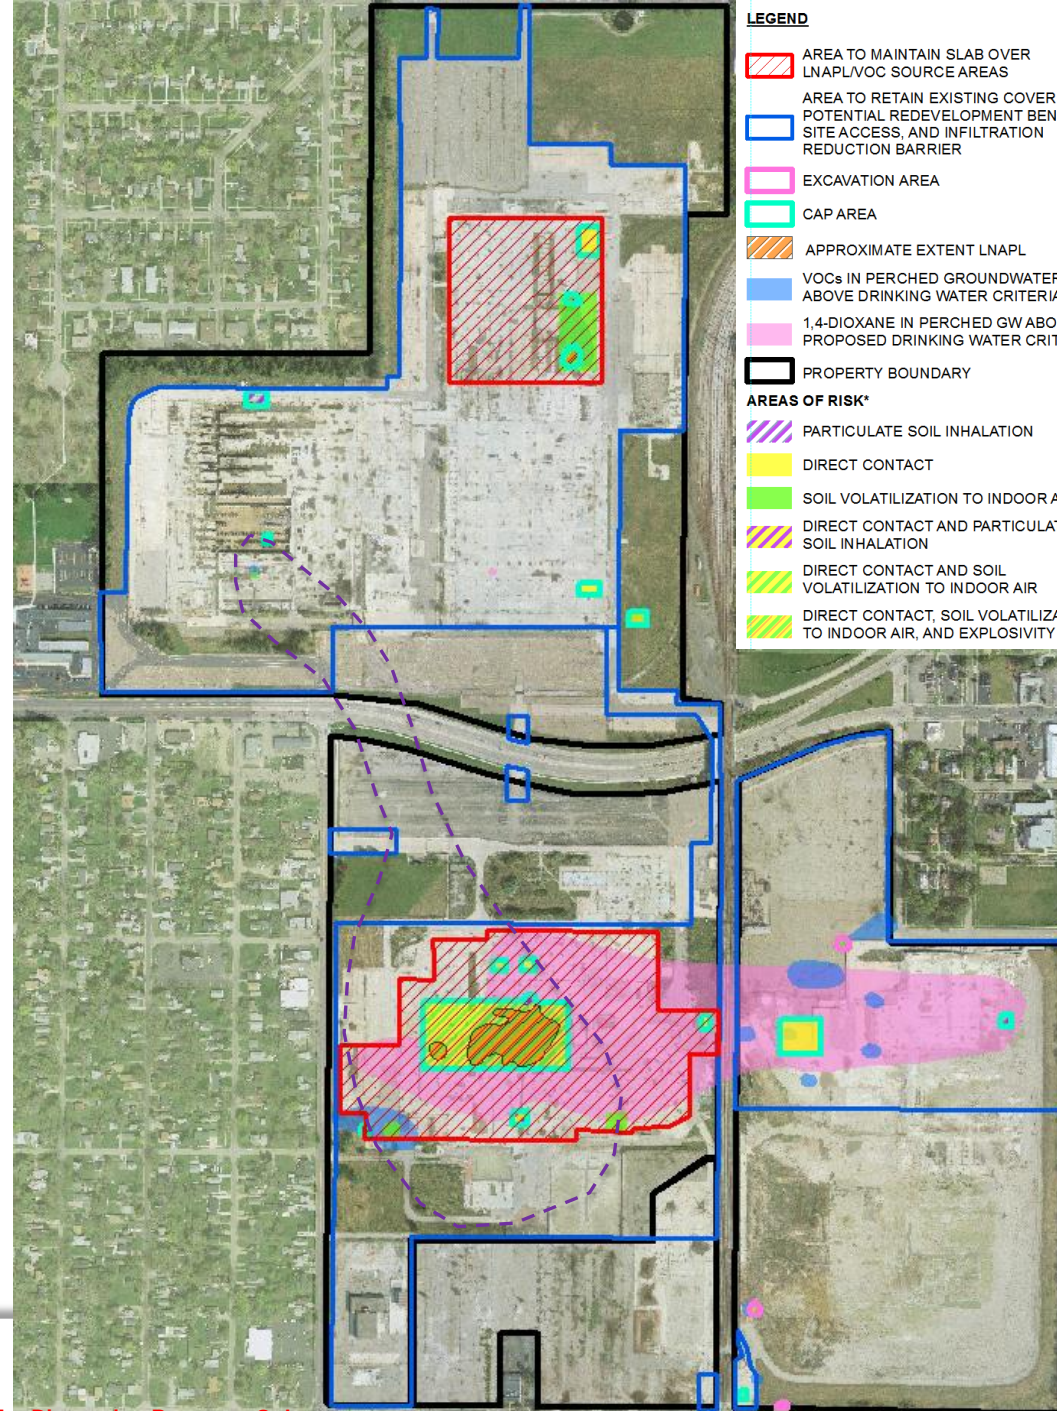 LEGEND
AREA TO MAINTAIN SLAB OVER
LNAPL/VOC SOURCE AREAS
AREA TO RETAIN EXISTING COVER
POTENTIAL REDEVELOPMENT BEN
SITE ACCESS, AND INFILTRATION
REDUCTION BARRIER
EXCAVATION AREA
CAP AREA
APPROXIMATE EXTENT LNAPL
VOCs IN PERCHED GROUNDWATER
ABOVE DRINKING WATER CRITERIA
1,4-DIOXANE IN PERCHED GW ABO
PROPOSED DRINKING WATER CRIT
PROPERTY BOUNDARY
AREAS OF RISK*
PARTICULATE SOIL INHALATION
DIRECT CONTACT
SOIL VOLATILIZATION TO INDOOR A
DIRECT CONTACT AND PARTICULAT
SOIL INHALATION
DIRECT CONTACT AND SOIL
VOLATILIZATION TO INDOOR AIR
DIRECT CONTACT, SOIL VOLATILIZA
TO INDOOR AIR, AND EXPLOSIVITY